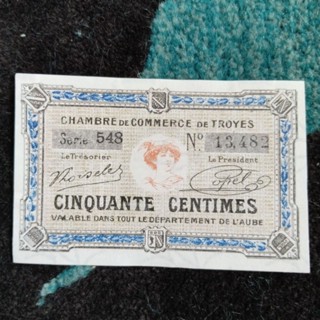 CHAMBRE DE COMMERCE DE TROYES
Série 548 No 13,482
Le Trésorier Le Président
CINQUANTE CENTIMES
VALABLE DANS TOUT LE DÉPARTEMENT DE L'AUBE